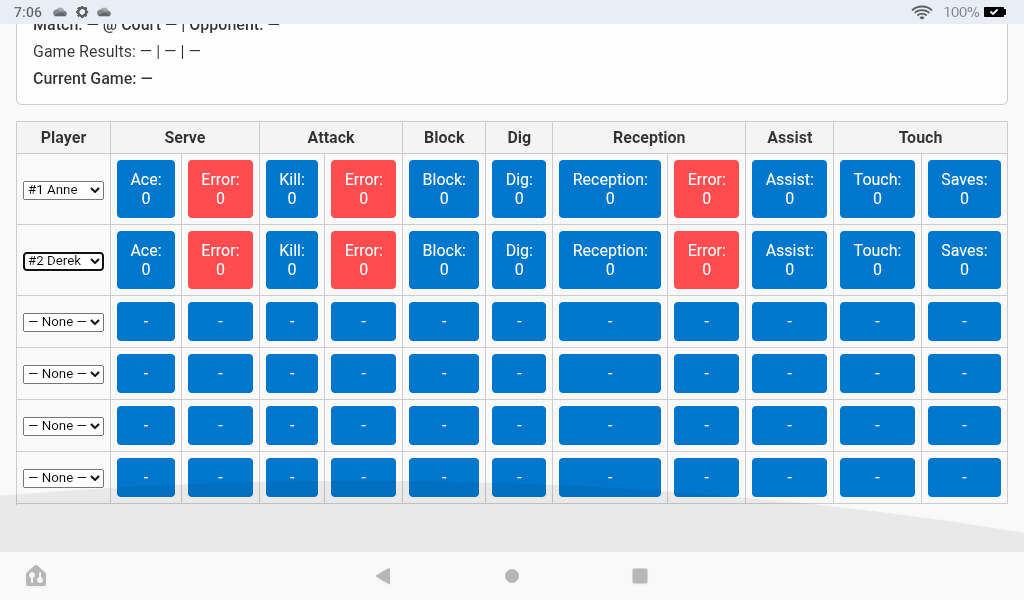 7:06 100%
Match: — @ Court — | Opponent: —
Game Results: — | — | —
Current Game: —
Player Serve Attack Block Dig Reception Assist Touch
#1 Anne Ace: 0 Error: 0 Kill: 0 Error: 0 Block: 0 Dig: 0 Reception: 0 Error: 0 Assist: 0 Touch: 0 Saves: 0
#2 Derek Ace: 0 Error: 0 Kill: 0 Error: 0 Block: 0 Dig: 0 Reception: 0 Error: 0 Assist: 0 Touch: 0 Saves: 0
— None — - - - - - - - - - - -
— None — - - - - - - - - - - -
— None — - - - - - - - - - - -
— None — - - - - - - - - - - -